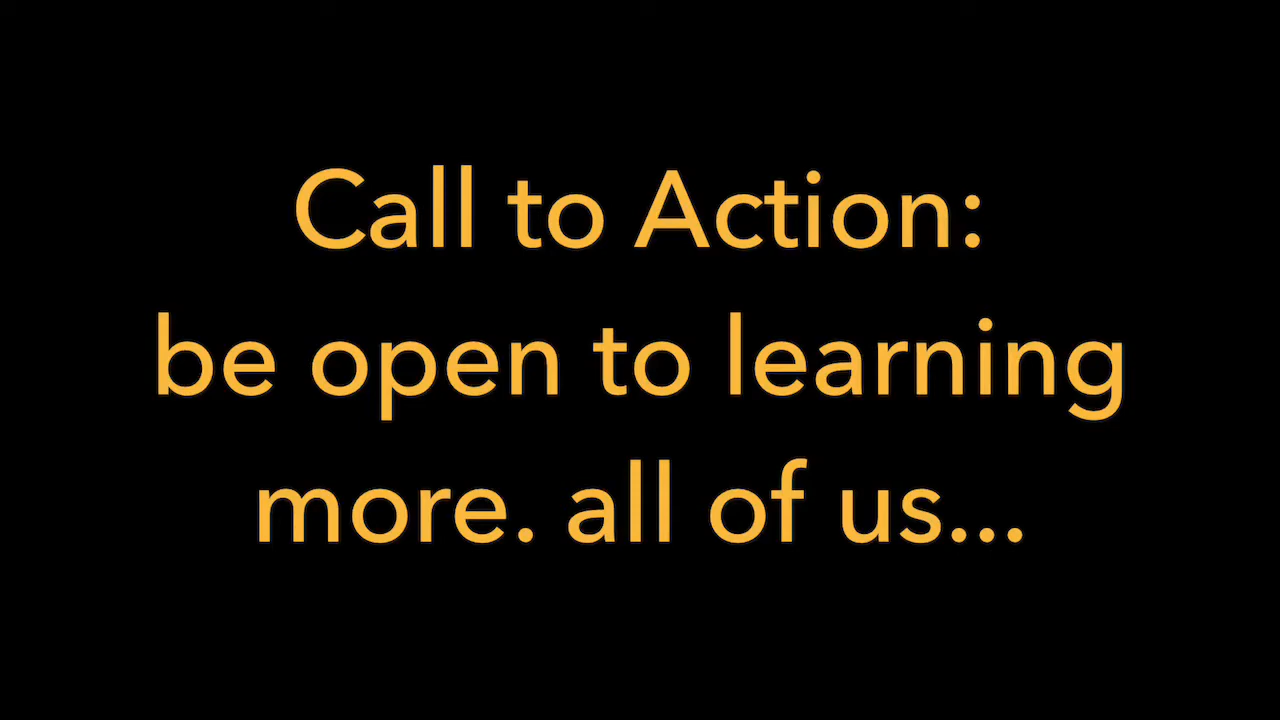 Call to Action:
be open to learning
more. all of us...